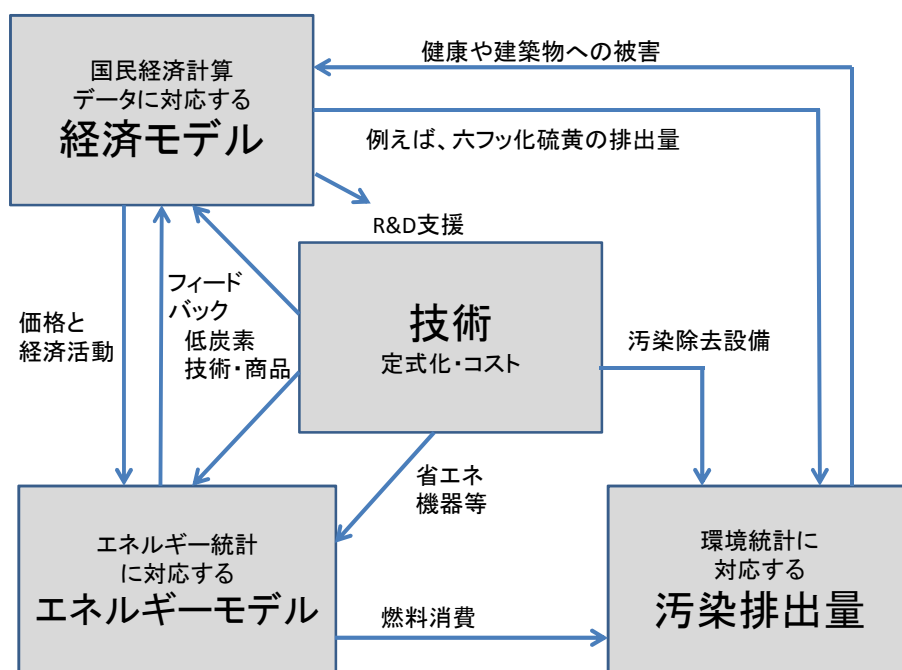 国民経済計算
データに対応する
経済モデル
健康や建築物への被害
例えば、六フッ化硫黄の排出量
R&D支援
価格と
経済活動
フィード
バック
低炭素
技術・商品
技術
定式化・コスト
汚染除去設備
省エネ
機器等
エネルギー統計
に対応する
エネルギーモデル
燃料消費
環境統計に
対応する
汚染排出量